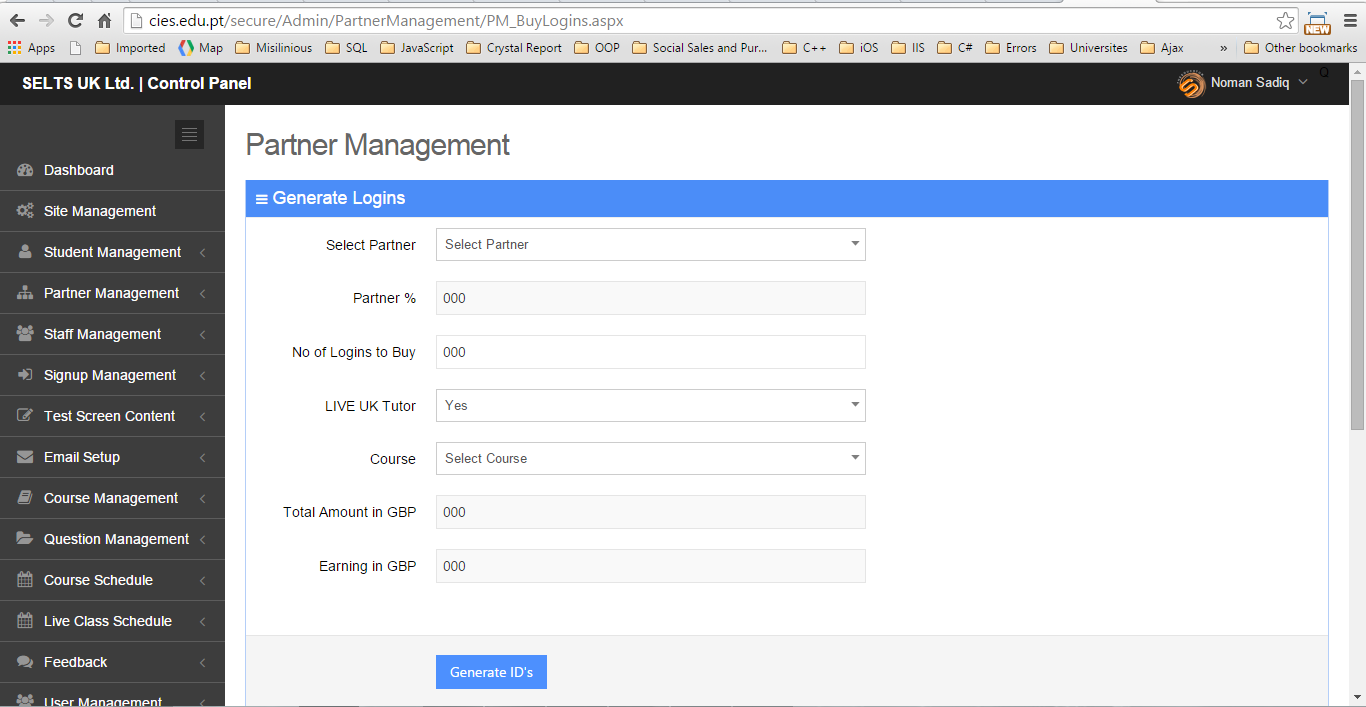 cies.edu.pt/secure/Admin/PartnerManagement/PM_BuyLogins.aspx
NEW
Apps Imported Map Misilinious SQL JavaScript Crystal Report OOP Social Sales and Pur... C++ iOS IIS C# Errors Universites Ajax » Other bookmarks
SELTS UK Ltd. | Control Panel
Noman Sadiq
Q
Dashboard
Site Management
Student Management
Partner Management
Staff Management
Signup Management
Test Screen Content
Email Setup
Course Management
Question Management
Course Schedule
Live Class Schedule
Feedback
User Management
Partner Management
Generate Logins
Select Partner Select Partner
Partner % 000
No of Logins to Buy 000
LIVE UK Tutor Yes
Course Select Course
Total Amount in GBP 000
Earning in GBP 000
Generate ID's